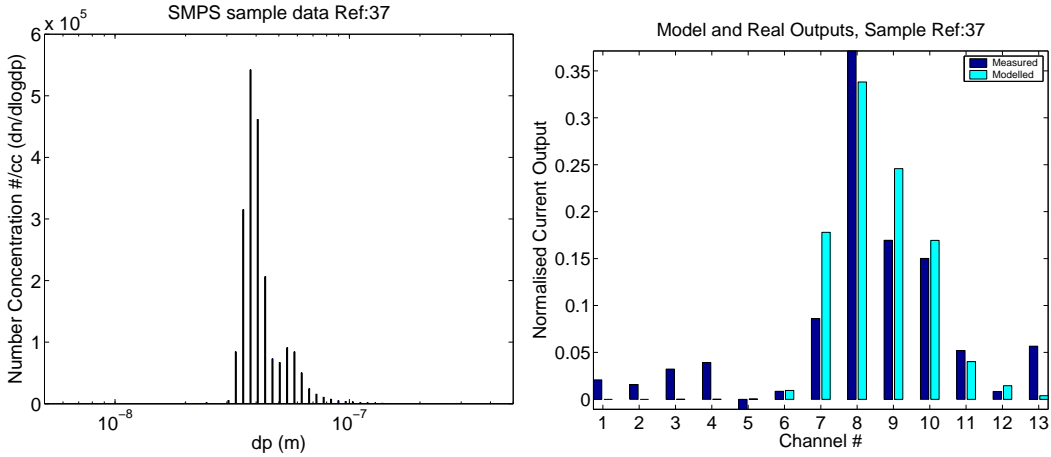 SMPS sample data Ref:37
x 10^5
Number Concentration #/cc (dn/dlogdp)
6
5
4
3
2
1
0
10^-8
10^-7
dp (m)
Model and Real Outputs, Sample Ref:37
Measured
Modelled
Normalised Current Output
0.35
0.3
0.25
0.2
0.15
0.1
0.05
0
1 2 3 4 5 6 7 8 9 10 11 12 13
Channel #